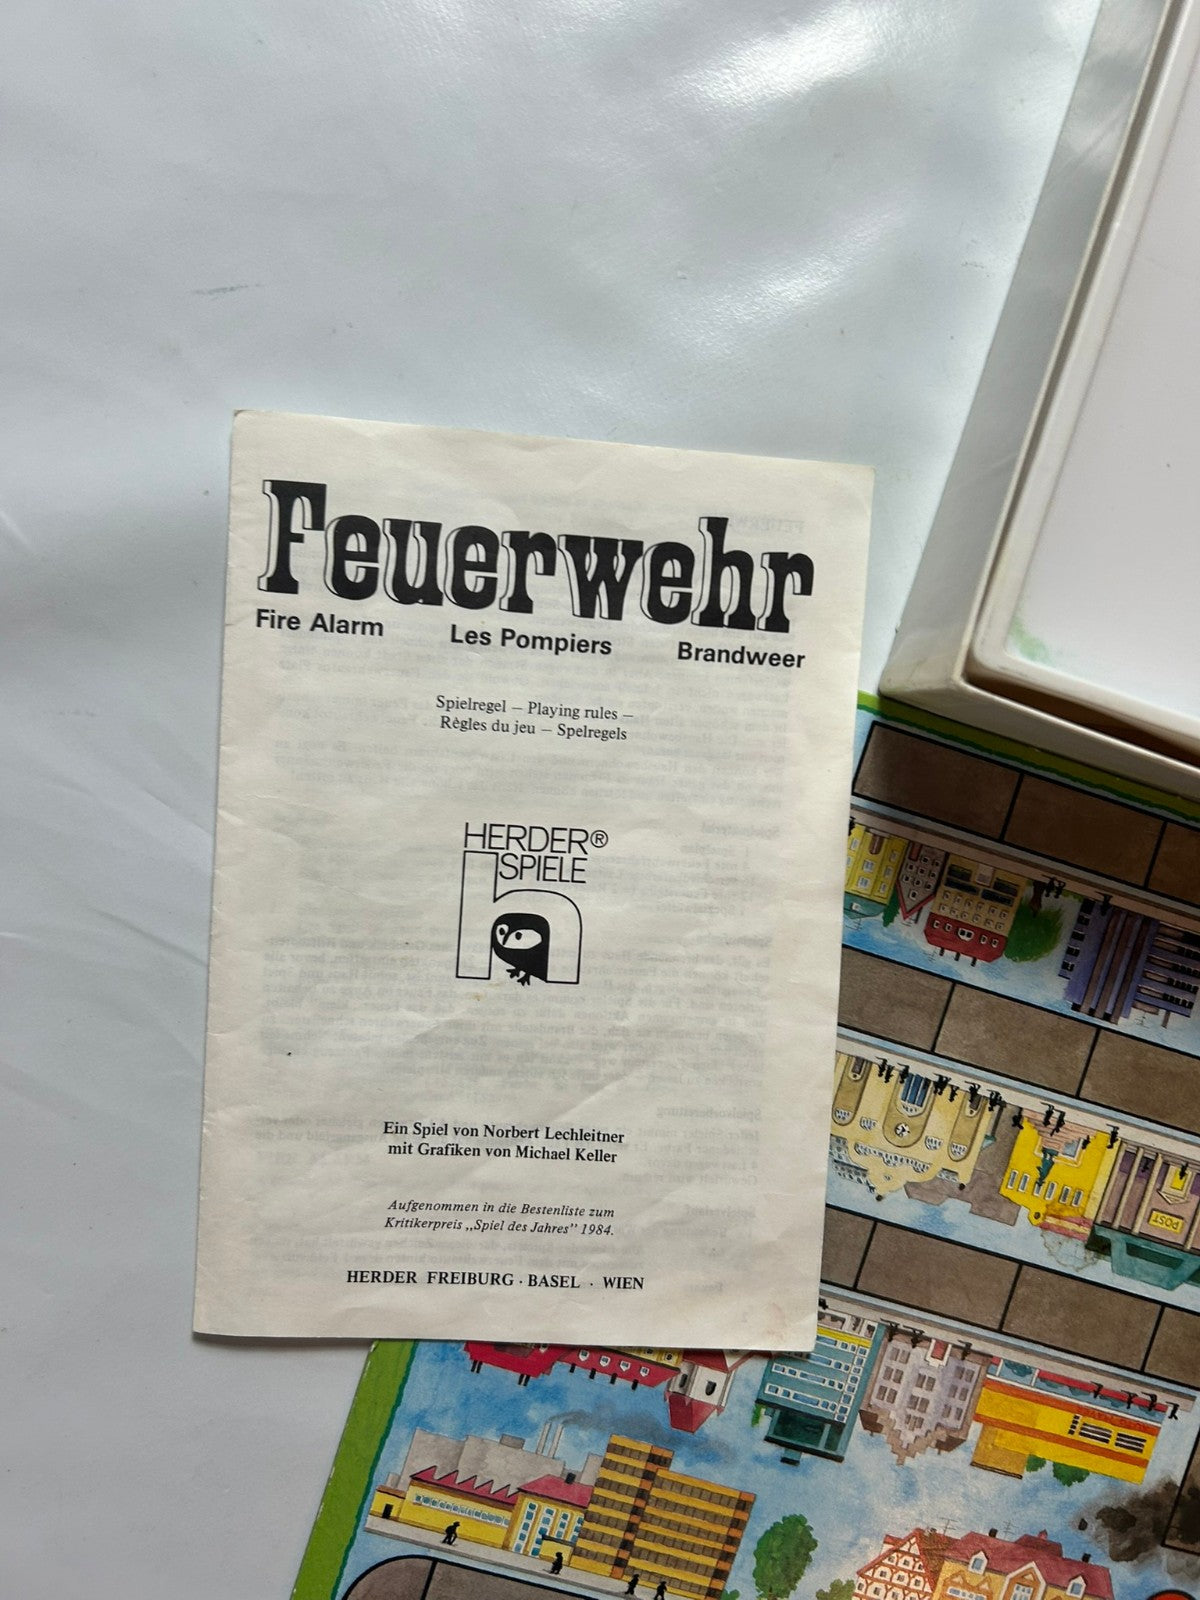 Feuerwehr
Fire Alarm Les Pompiers Brandweer
Spielregel – Playing rules –
Règles du jeu – Spelregels
HERDER®
SPIELE
Ein Spiel von Norbert Lechleitner
mit Grafiken von Michael Keller
Aufgenommen in die Bestenliste zum
Kritikerpreis „Spiel des Jahres” 1984.
HERDER FREIBURG · BASEL · WIEN
POST